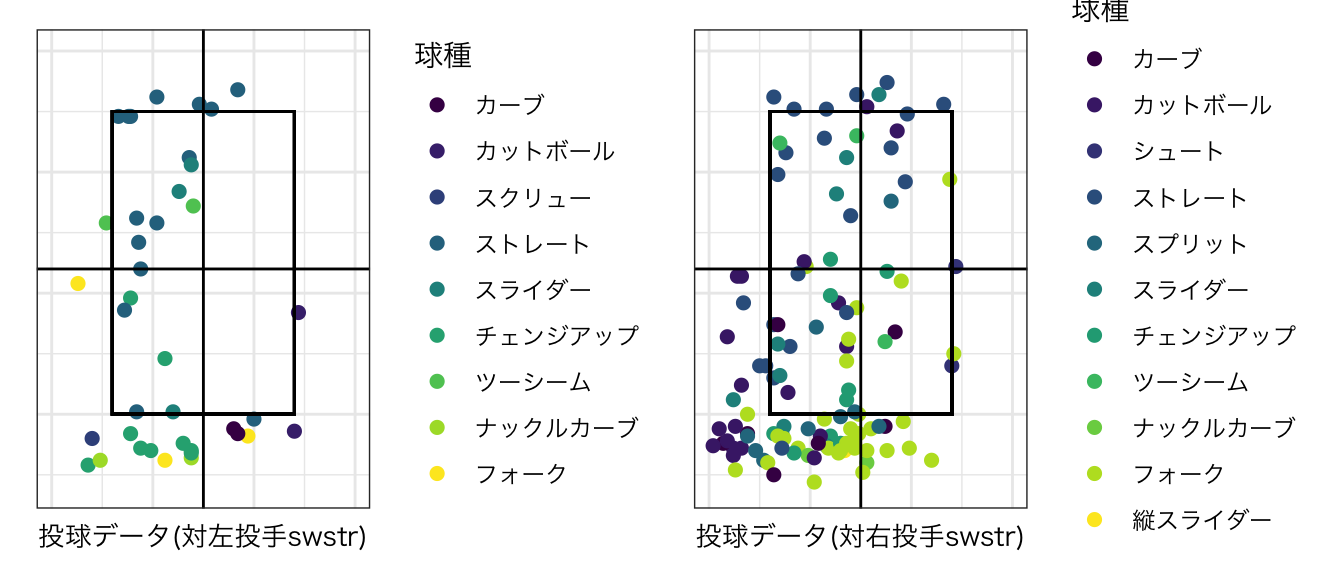 球種
カーブ
カットボール
スクリュー
ストレート
スライダー
チェンジアップ
ツーシーム
ナックルカーブ
フォーク
投球データ(対左投手swstr)
球種
カーブ
カットボール
シュート
ストレート
スプリット
スライダー
チェンジアップ
ツーシーム
ナックルカーブ
フォーク
縦スライダー
投球データ(対右投手swstr)